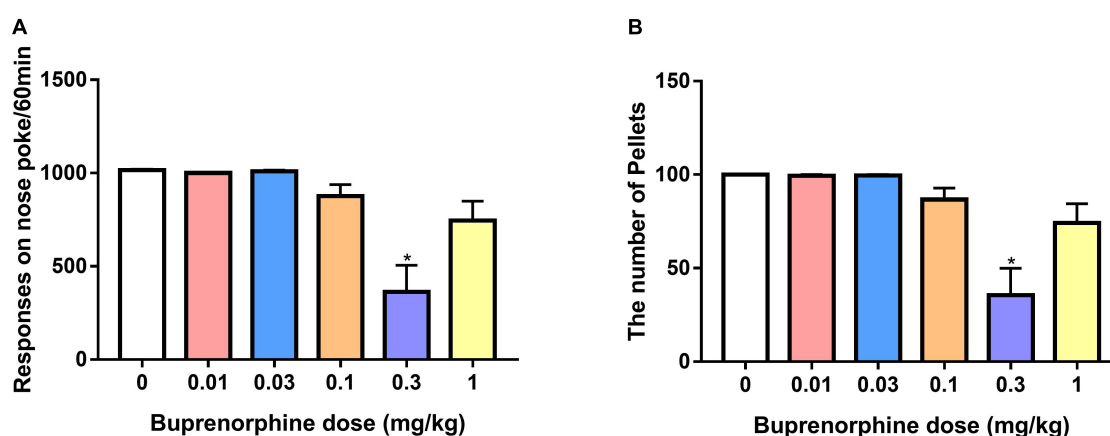 A
Responses on nose poke/60min
1500
1000
500
0
*
0 0.01 0.03 0.1 0.3 1
Buprenorphine dose (mg/kg)
B
The number of Pellets
150
100
50
0
*
0 0.01 0.03 0.1 0.3 1
Buprenorphine dose (mg/kg)